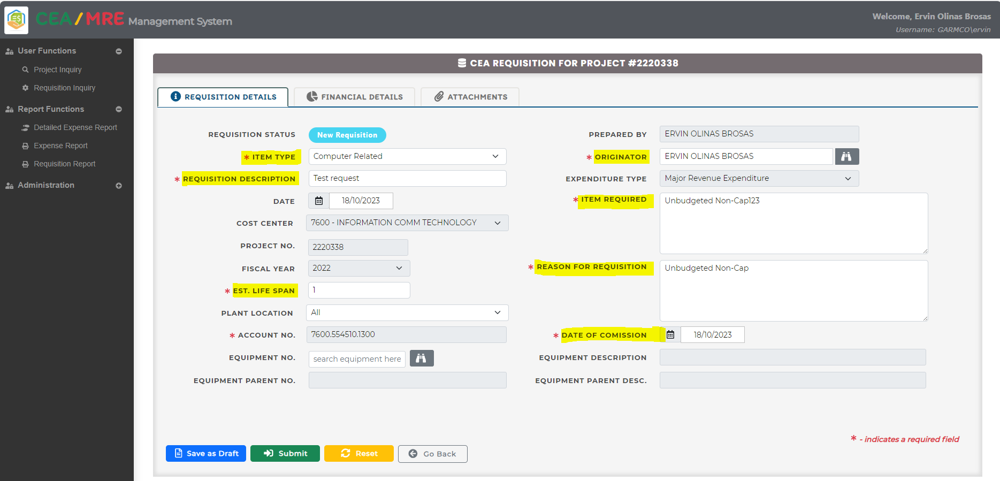 CEA/MRE Management System
Welcome, Ervin Olinas Brosas
Username: GARMCO\ervin
User Functions
Project Inquiry
Requisition Inquiry
Report Functions
Detailed Expense Report
Expense Report
Requisition Report
Administration
CEA REQUISITION FOR PROJECT #2220338
REQUISITION DETAILS
FINANCIAL DETAILS
ATTACHMENTS
REQUISITION STATUS New Requisition
PREPARED BY ERVIN OLINAS BROSAS
* ITEM TYPE Computer Related
* ORIGINATOR ERVIN OLINAS BROSAS
* REQUISITION DESCRIPTION Test request
EXPENDITURE TYPE Major Revenue Expenditure
DATE 18/10/2023
* ITEM REQUIRED Unbudgeted Non-Cap123
COST CENTER 7600 - INFORMATION COMM TECHNOLOGY
PROJECT NO. 2220338
FISCAL YEAR 2022
* REASON FOR REQUISITION Unbudgeted Non-Cap
* EST. LIFE SPAN 1
PLANT LOCATION All
* ACCOUNT NO. 7600.554510.1300
* DATE OF COMISSION 18/10/2023
EQUIPMENT NO. search equipment here
EQUIPMENT DESCRIPTION
EQUIPMENT PARENT NO.
EQUIPMENT PARENT DESC.
* - indicates a required field
Save as Draft
Submit
Reset
Go Back